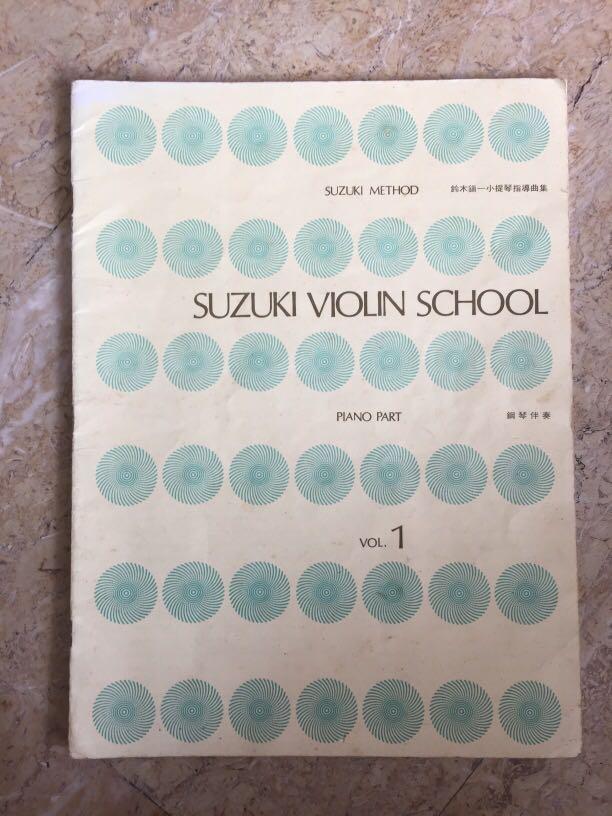 SUZUKI METHOD 鈴木鎮一小提琴指導曲集
SUZUKI VIOLIN SCHOOL
PIANO PART 鋼琴伴奏
VOL. 1